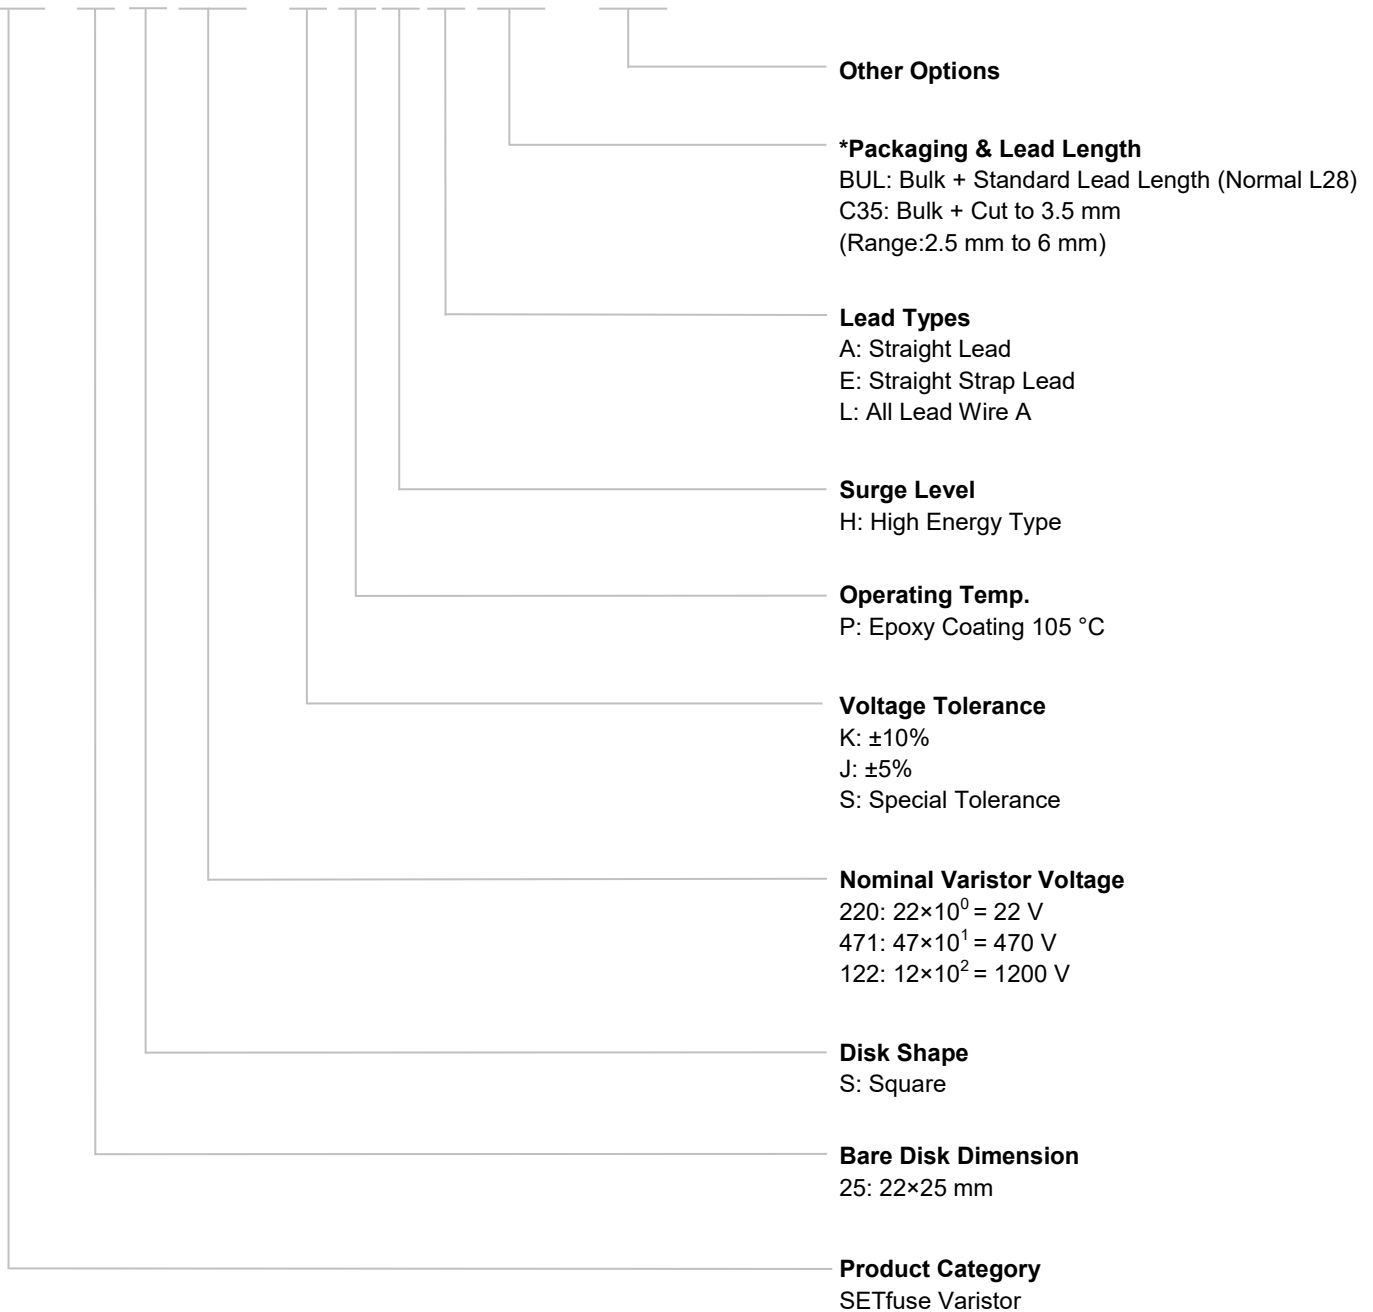 Other Options
*Packaging & Lead Length
BUL: Bulk + Standard Lead Length (Normal L28)
C35: Bulk + Cut to 3.5 mm
(Range:2.5 mm to 6 mm)
Lead Types
A: Straight Lead
E: Straight Strap Lead
L: All Lead Wire A
Surge Level
H: High Energy Type
Operating Temp.
P: Epoxy Coating 105 °C
Voltage Tolerance
K: ±10%
J: ±5%
S: Special Tolerance
Nominal Varistor Voltage
220: 22×10⁰ = 22 V
471: 47×10¹ = 470 V
122: 12×10² = 1200 V
Disk Shape
S: Square
Bare Disk Dimension
25: 22×25 mm
Product Category
SETfuse Varistor